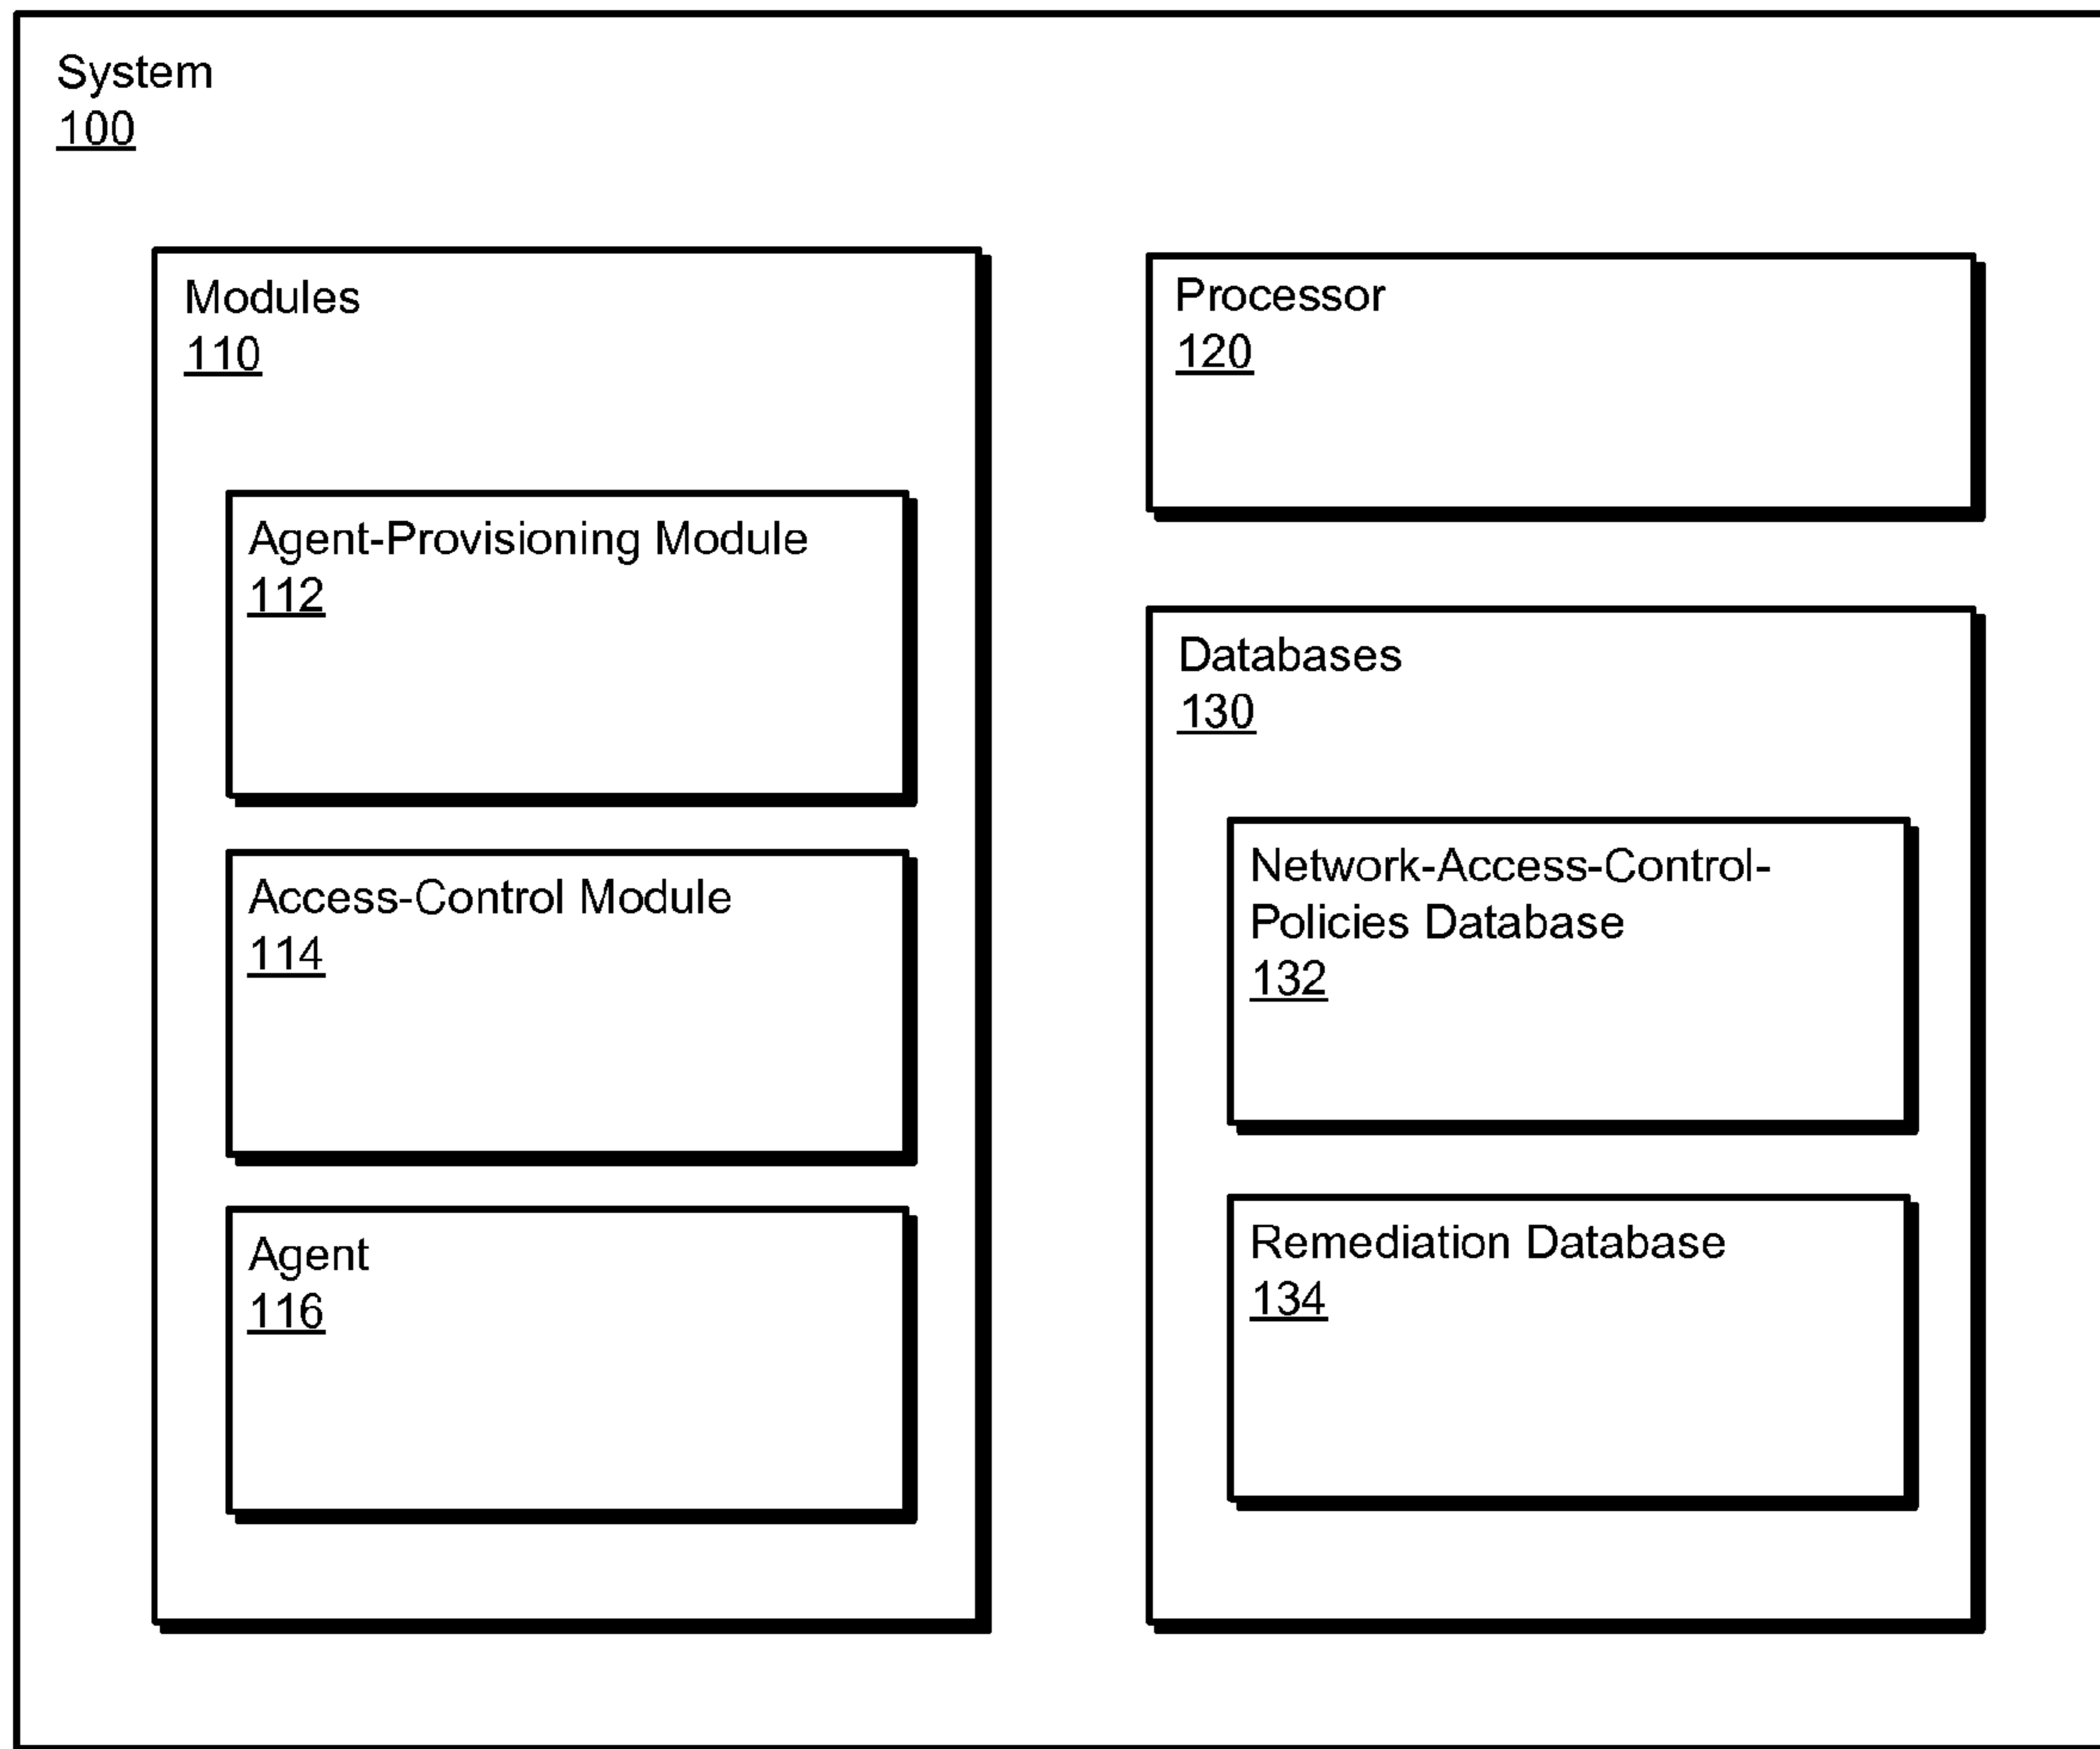 System
100
Modules
110
Agent-Provisioning Module
112
Access-Control Module
114
Agent
116
Processor
120
Databases
130
Network-Access-Control-
Policies Database
132
Remediation Database
134